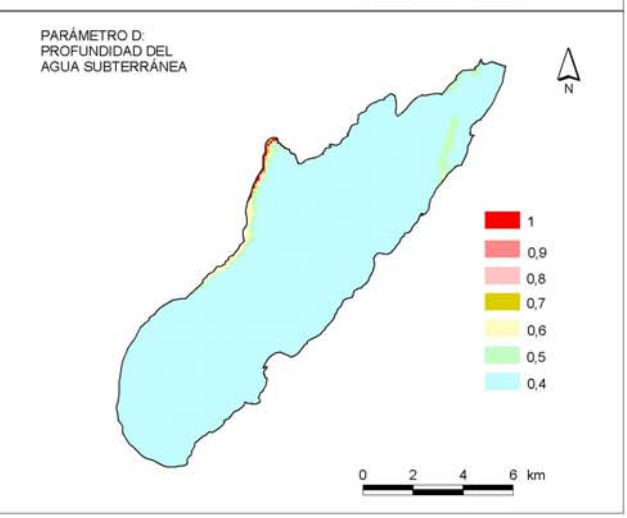 PARÁMETRO D:
PROFUNDIDAD DEL
AGUA SUBTERRÁNEA
N
1
0,9
0,8
0,7
0,6
0,5
0,4
0 2 4 6 km